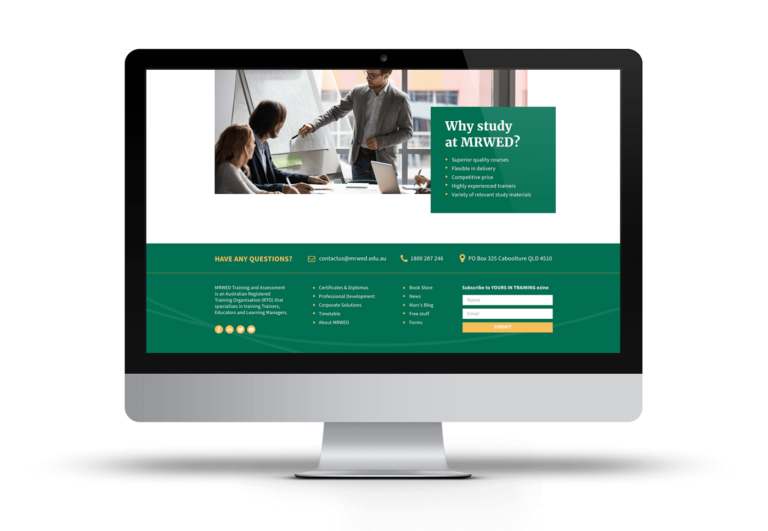 Why study
at MRWED?
Superior quality courses
Flexible in delivery
Competitive price
Highly experienced trainers
Variety of relevant study materials
HAVE ANY QUESTIONS?
contactus@mrwed.edu.au
1800 287 246
PO Box 325 Caboolture QLD 4510
MRWED Training and Assessment
is an Australian Registered
Training Organisation (RTO) that
specialises in training Trainers,
Educators and Learning Managers.
Certificates & Diplomas
Professional Development
Corporate Solutions
Timetable
About MRWED
Book Store
News
Marc's Blog
Free stuff
Forms
Subscribe to YOURS IN TRAINING ezine
Name
Email
SUBMIT